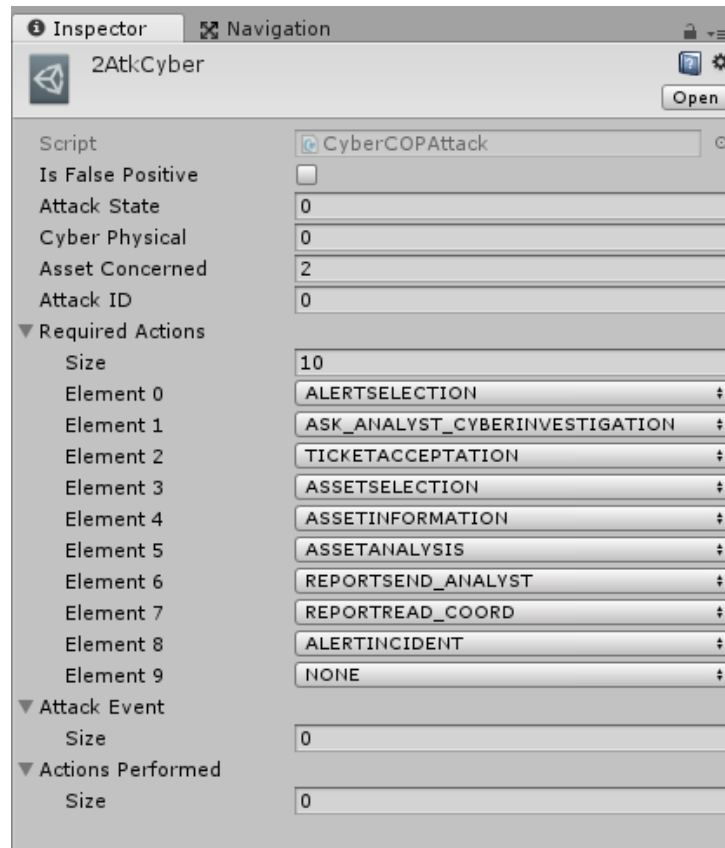 Inspector Navigation
2AtkCyber
Open
Script CyberCOPAttack
Is False Positive
Attack State 0
Cyber Physical 0
Asset Concerned 2
Attack ID 0
Required Actions
Size 10
Element 0 ALERTSELECTION
Element 1 ASK_ANALYST_CYBERINVESTIGATION
Element 2 TICKETACCEPTATION
Element 3 ASSETSELECTION
Element 4 ASSETINFORMATION
Element 5 ASSETANALYSIS
Element 6 REPORTSEND_ANALYST
Element 7 REPORTREAD_COORD
Element 8 ALERTINCIDENT
Element 9 NONE
Attack Event
Size 0
Actions Performed
Size 0